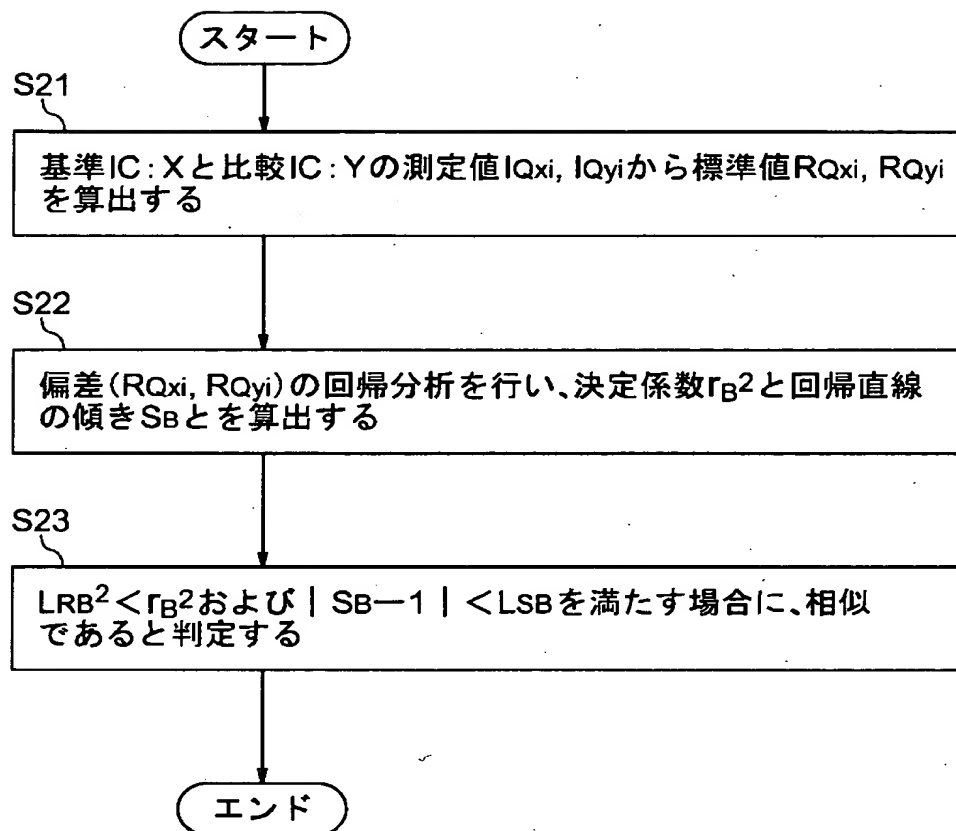 スタート
S21
基準IC:Xと比較IC:Yの測定値IQxi, IQyiから標準値RQxi, RQyi
を算出する
S22
偏差(RQxi, RQyi)の回帰分析を行い、決定係数rB²と回帰直線
の傾きSBとを算出する
S23
LRB²<rB²および|SB—1|<LSBを満たす場合に、相似
であると判定する
エンド